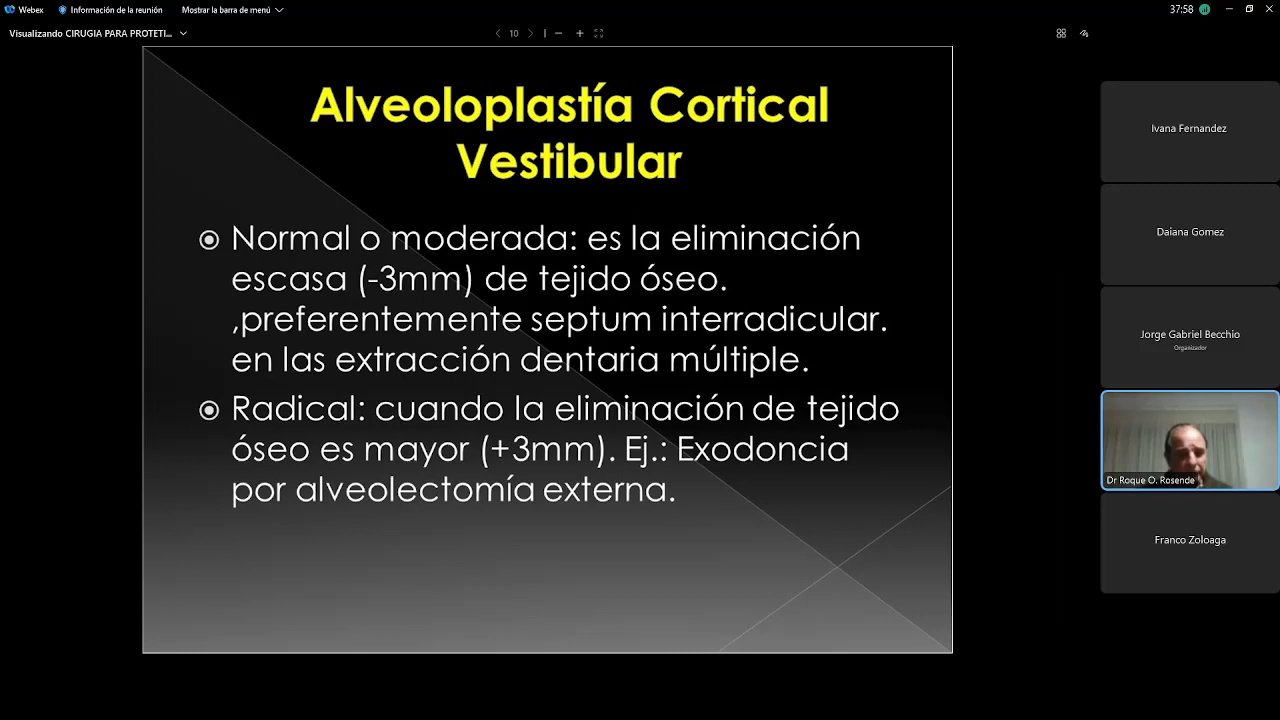 Webex
Información de la reunión
Mostrar la barra de menú
37:58
Visualizando CIRUGIA PARA PROTETI...
10
Alveoloplastía Cortical
Vestibular
Normal o moderada: es la eliminación
escasa (-3mm) de tejido óseo.
,preferentemente septum interradicular.
en las extracción dentaria múltiple.
Radical: cuando la eliminación de tejido
óseo es mayor (+3mm). Ej.: Exodoncia
por alveolectomía externa.
Ivana Fernandez
Daiana Gomez
Jorge Gabriel Becchio
Organizador
Dr Roque O. Rosende
Franco Zoloaga